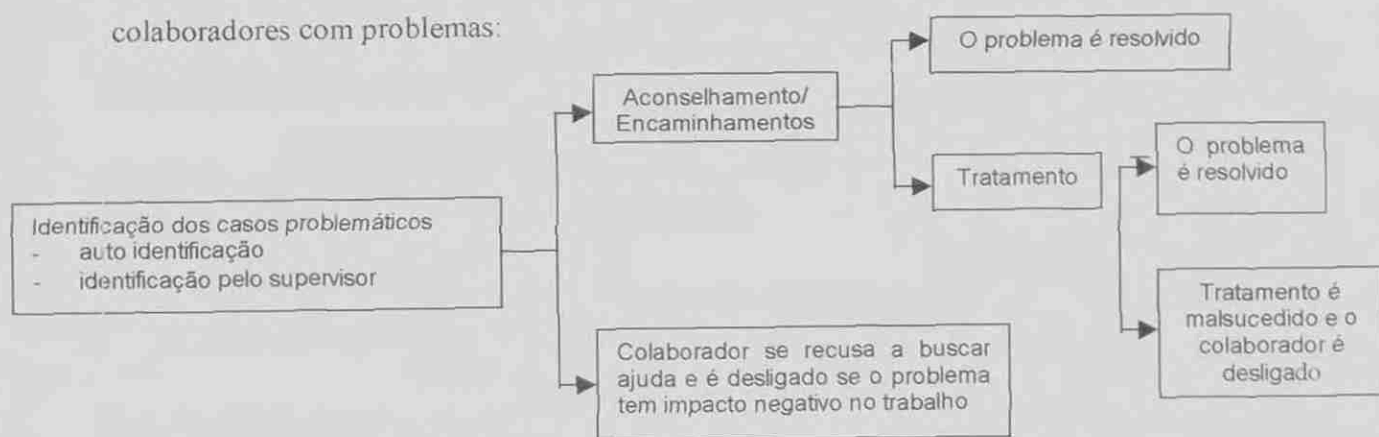 colaboradores com problemas:
O problema é resolvido
Aconselhamento/
Encaminhamentos
Tratamento
O problema
é resolvido
Identificação dos casos problemáticos
- auto identificação
- identificação pelo supervisor
Colaborador se recusa a buscar
ajuda e é desligado se o problema
tem impacto negativo no trabalho
Tratamento é
malsucedido e o
colaborador é
desligado